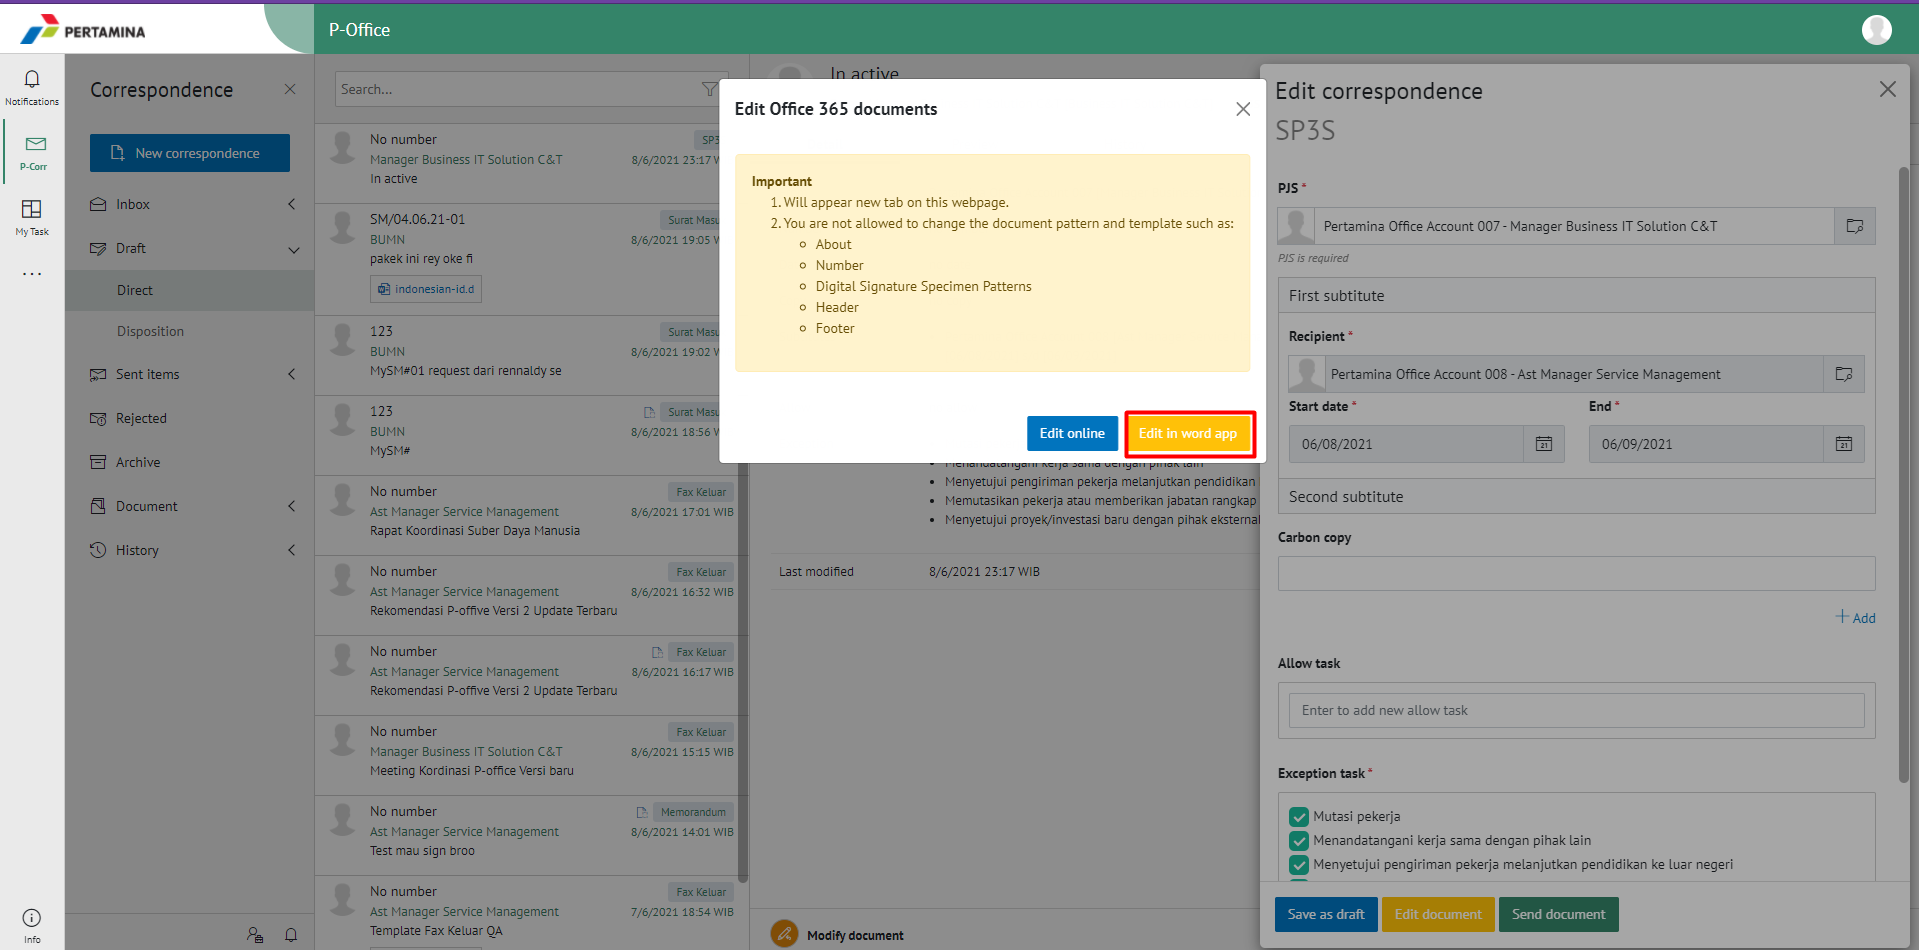 PERTAMINA
P-Office
Notifications
P-Corr
My Task
Info
Correspondence
New correspondence
Inbox
Draft
Direct
Disposition
Sent items
Rejected
Archive
Document
History
Search...
No number
SP3
Manager Business IT Solution C&T
8/6/2021 23:17 W
In active
SM/04.06.21-01
Surat Masu
BUMN
8/6/2021 19:05 W
pakek ini rey oke fi
indonesian-id.d
123
Surat Masu
BUMN
8/6/2021 19:02 W
MySM#01 request dari rennaldy se
123
Surat Masu
BUMN
8/6/2021 18:56 W
MySM#
No number
Fax Keluar
Ast Manager Service Management
8/6/2021 17:01 WIB
Rapat Koordinasi Suber Daya Manusia
No number
Fax Keluar
Ast Manager Service Management
8/6/2021 16:32 WIB
Rekomendasi P-offive Versi 2 Update Terbaru
No number
Fax Keluar
Ast Manager Service Management
8/6/2021 16:17 WIB
Rekomendasi P-offive Versi 2 Update Terbaru
No number
Fax Keluar
Manager Business IT Solution C&T
8/6/2021 15:15 WIB
Meeting Kordinasi P-office Versi baru
No number
Memorandum
Ast Manager Service Management
8/6/2021 14:01 WIB
Test mau sign broo
No number
Fax Keluar
Ast Manager Service Management
7/6/2021 18:54 WIB
Template Fax Keluar QA
In active
Edit Office 365 documents
Important
1. Will appear new tab on this webpage.
2. You are not allowed to change the document pattern and template such as:
About
Number
Digital Signature Specimen Patterns
Header
Footer
Edit online
Edit in word app
Menandatangani kerja sama dengan pihak lain
Menyetujui pengiriman pekerja melanjutkan pendidikan
Memutasikan pekerja atau memberikan jabatan rangkap
Menyetujui proyek/investasi baru dengan pihak eksternal
Last modified
8/6/2021 23:17 WIB
Modify document
Edit correspondence
SP3S
PJS *
Pertamina Office Account 007 - Manager Business IT Solution C&T
PJS is required
First subtitute
Recipient *
Pertamina Office Account 008 - Ast Manager Service Management
Start date *
End *
06/08/2021
21
06/09/2021
21
Second subtitute
Carbon copy
Add
Allow task
Enter to add new allow task
Exception task *
Mutasi pekerja
Menandatangani kerja sama dengan pihak lain
Menyetujui pengiriman pekerja melanjutkan pendidikan ke luar negeri
Save as draft
Edit document
Send document